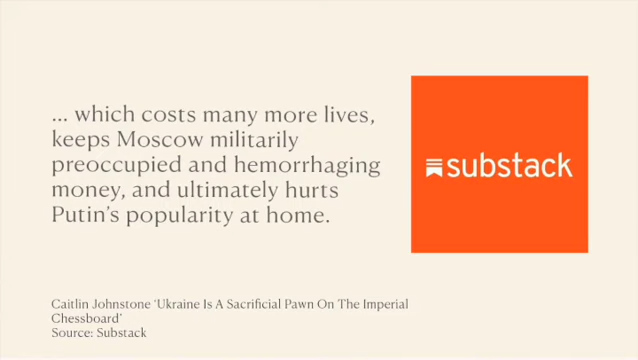 ... which costs many more lives,
keeps Moscow militarily
preoccupied and hemorrhaging
money, and ultimately hurts
Putin's popularity at home.
substack
Caitlin Johnstone 'Ukraine Is A Sacrificial Pawn On The Imperial
Chessboard'
Source: Substack